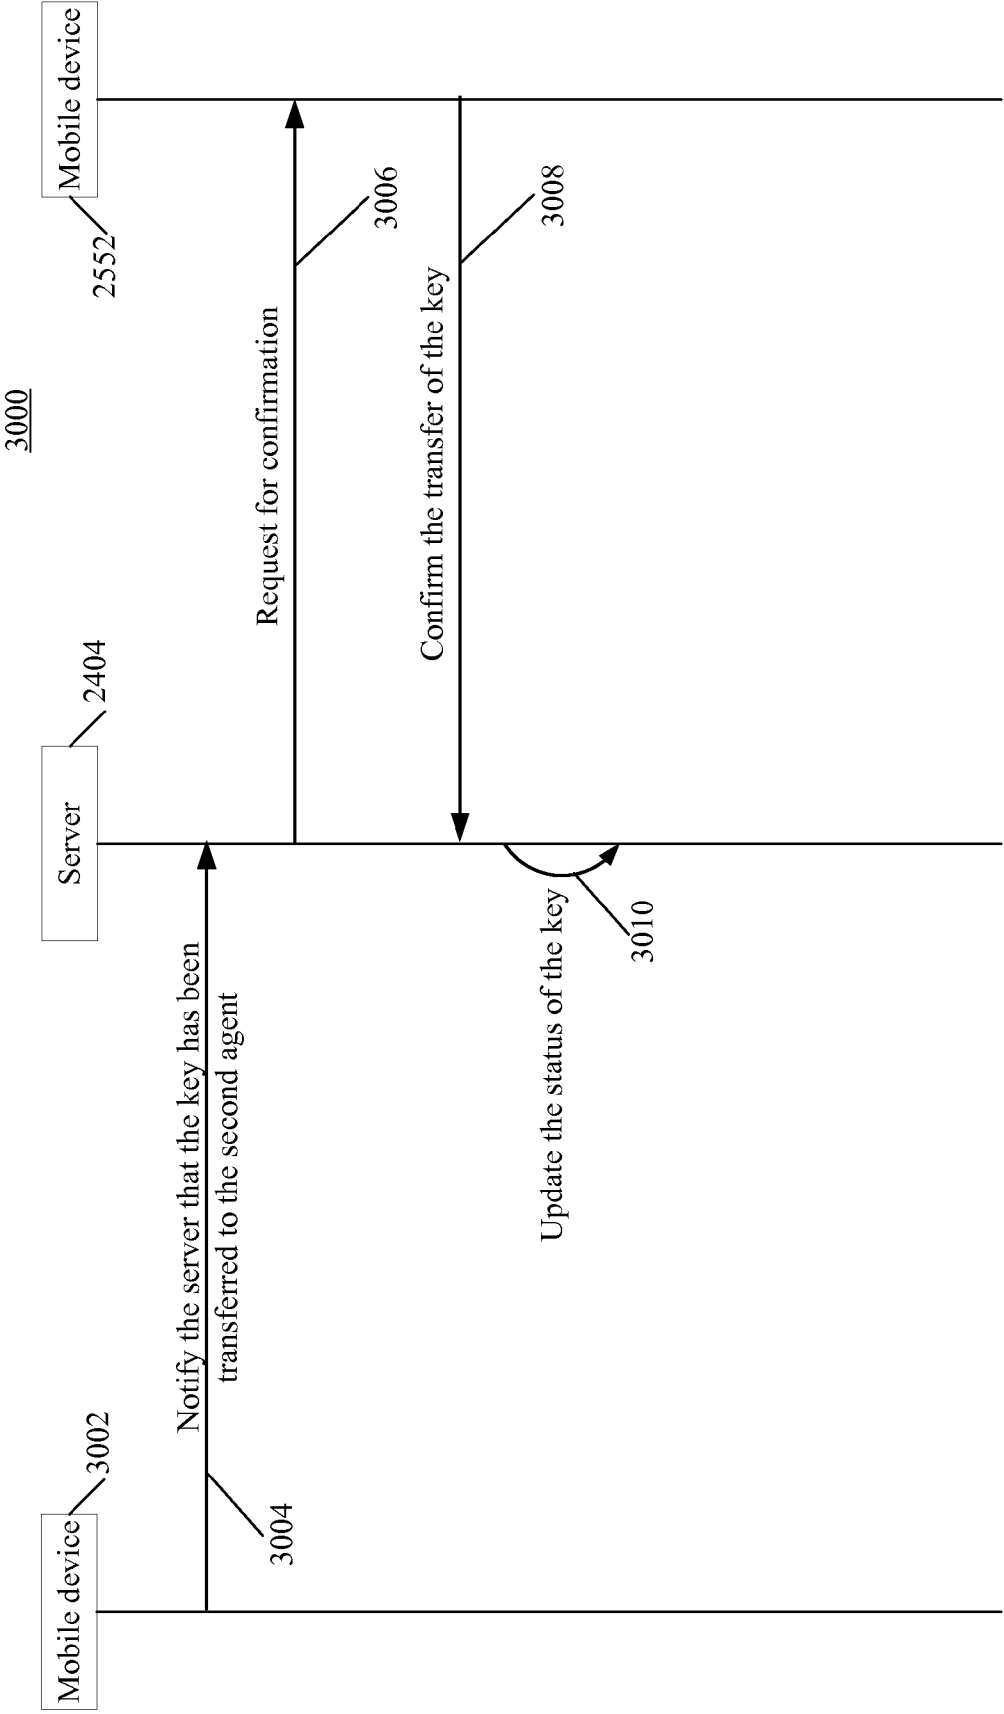 3000
Mobile device
3002
Server
2404
Mobile device
2552
Notify the server that the key has been
transferred to the second agent
3004
Request for confirmation
3006
Confirm the transfer of the key
3008
Update the status of the key
3010